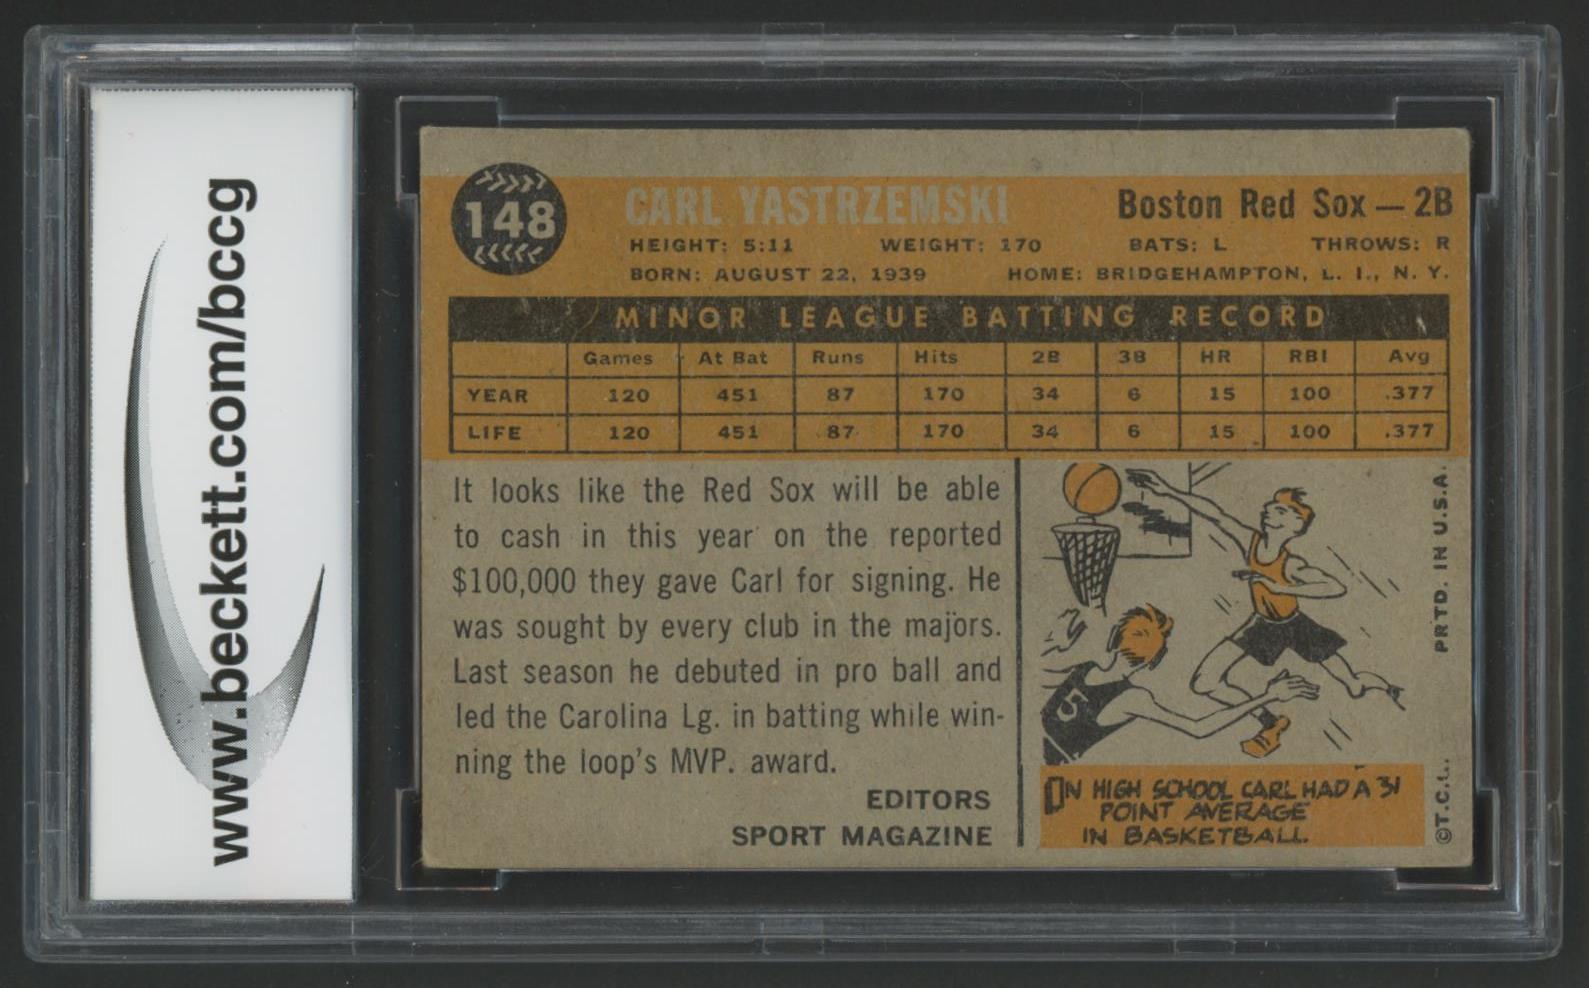 www.beckett.com/bccg
148
CARL YASTRZEMSKI
Boston Red Sox — 2B
HEIGHT: 5:11 WEIGHT: 170 BATS: L THROWS: R
BORN: AUGUST 22, 1939 HOME: BRIDGEHAMPTON, L. I., N. Y.
MINOR LEAGUE BATTING RECORD
Games At Bat Runs Hits 2B 3B HR RBI Avg
YEAR 120 451 87 170 34 6 15 100 .377
LIFE 120 451 87 170 34 6 15 100 .377
It looks like the Red Sox will be able
to cash in this year on the reported
$100,000 they gave Carl for signing. He
was sought by every club in the majors.
Last season he debuted in pro ball and
led the Carolina Lg. in batting while win-
ning the loop's MVP. award.
EDITORS
SPORT MAGAZINE
5
IN HIGH SCHOOL CARL HAD A 31
POINT AVERAGE
IN BASKETBALL.
©T.C.G. PRTD. IN U.S.A.